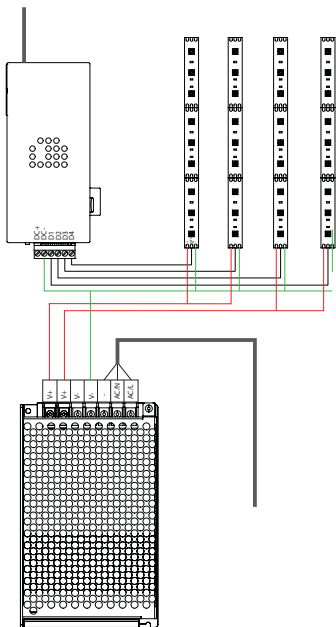 DC+
DC-
D1
D2
D3
D4
V+
V+
V-
V-
-
AC/N
AC/L